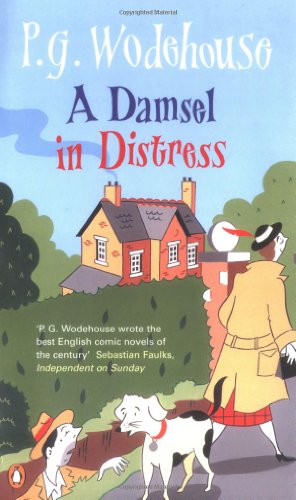 P.G. Wodehouse
A Damsel
in Distress
'P. G. Wodehouse wrote the
best English comic novels of
the century' Sebastian Faulks,
Independent on Sunday